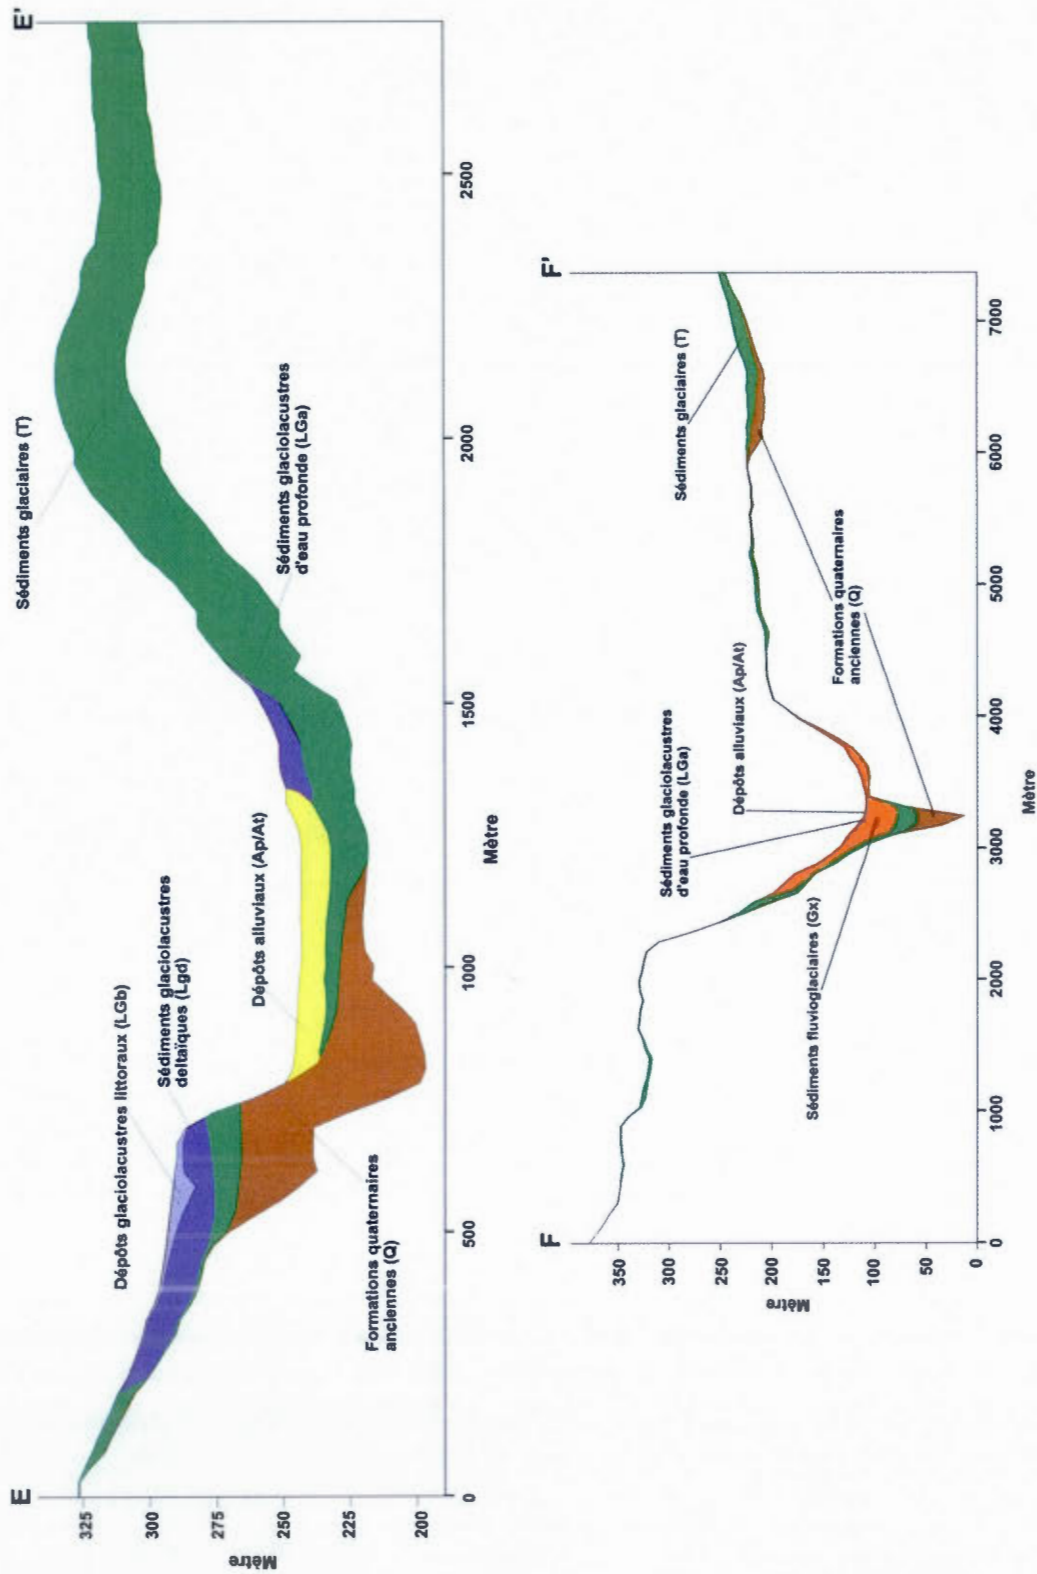 E
E'
Sédiments glaciaires (T)
Dépôts glaciolacustres littoraux (LGb)
Sédiments glaciolacustres
deltaïques (Lgd)
Dépôts alluviaux (Ap/At)
Sédiments glaciolacustres
d'eau profonde (LGa)
Formations quaternaires
anciennes (Q)
325
300
275
250
225
200
Mètre
0
500
1000
1500
2000
2500
Mètre
F
F'
Sédiments glaciolacustres
d'eau profonde (LGa)
Dépôts alluviaux (Ap/At)
Sédiments glaciaires (T)
Sédiments fluvioglaciaires (Gx)
Formations quaternaires
anciennes (Q)
350
300
250
200
150
100
50
0
Mètre
0
1000
2000
3000
4000
5000
6000
7000
Mètre